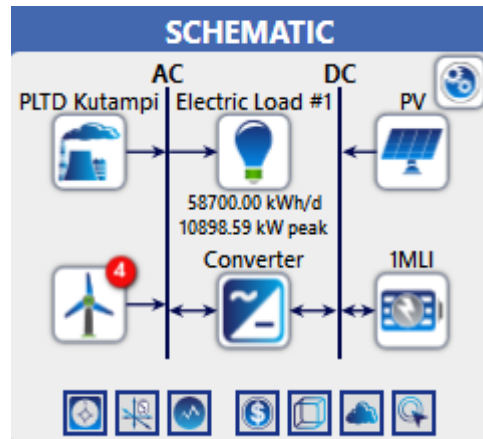 SCHEMATIC
AC DC
PLTD Kutampi Electric Load #1 PV
58700.00 kWh/d
10898.59 kW peak
4 Converter 1MLI